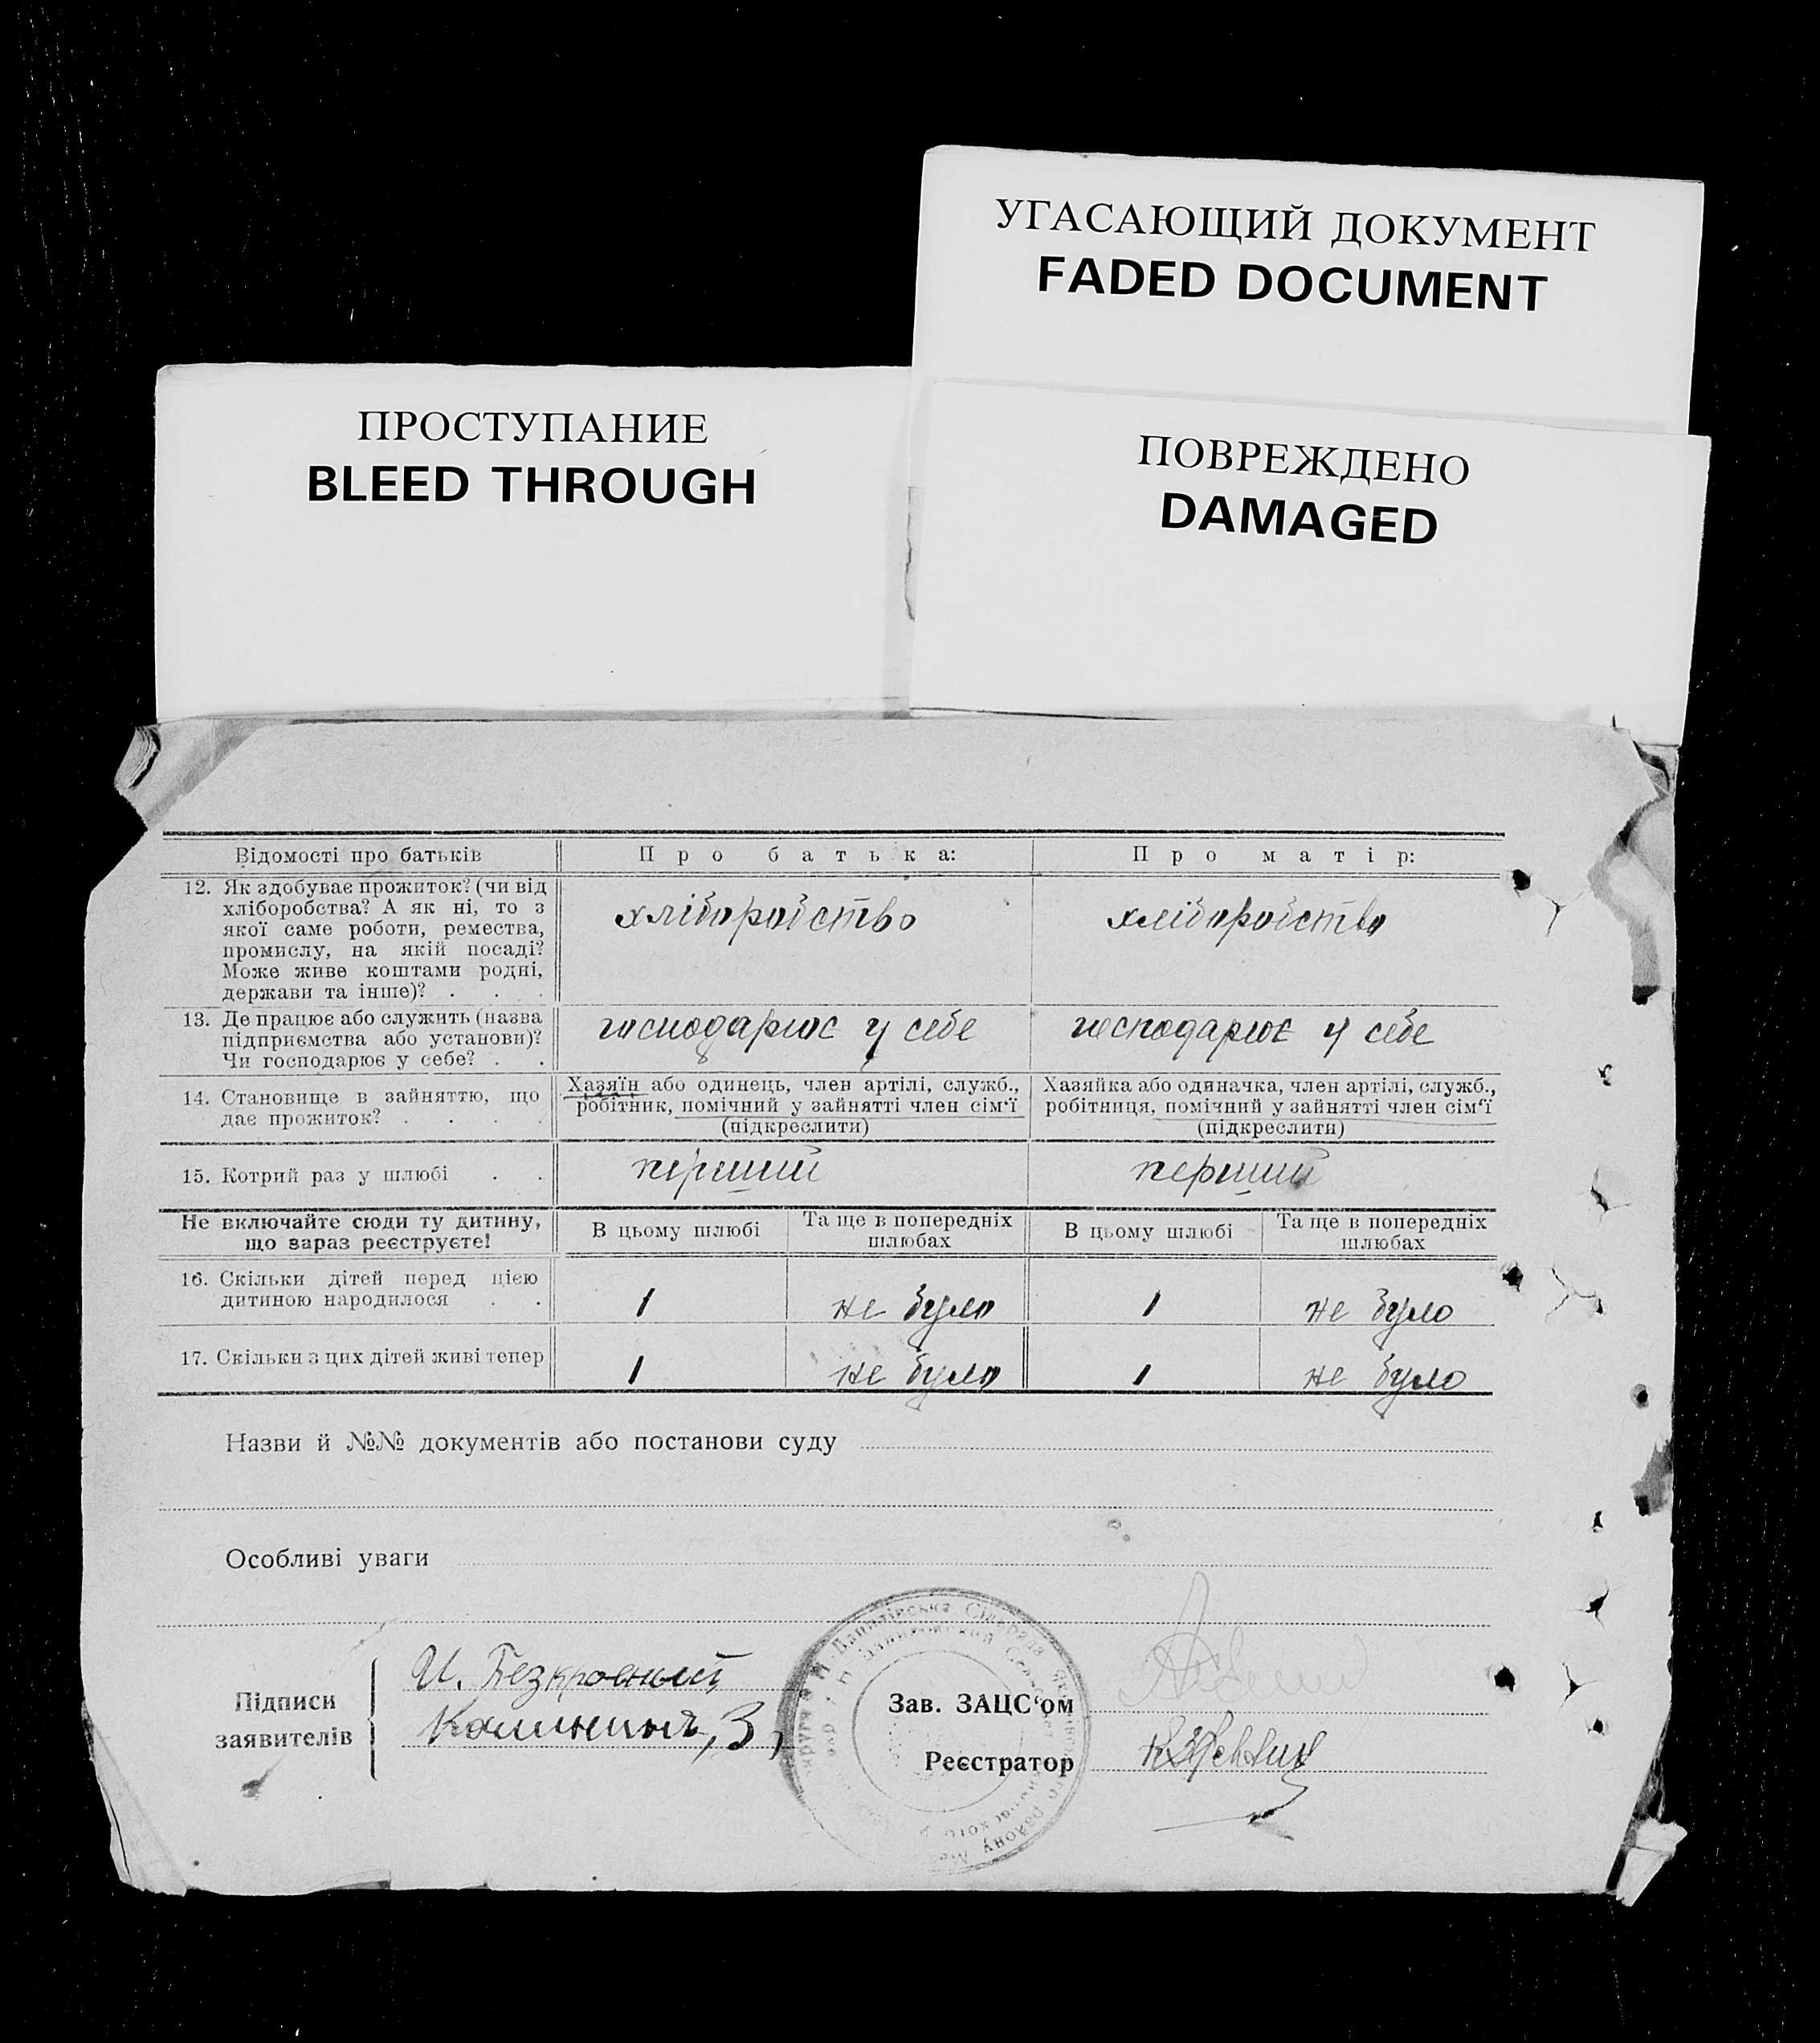 УГАСАЮЩИЙ ДОКУМЕНТ
FADED DOCUMENT
ПРОСТУПАНИЕ
BLEED THROUGH
ПОВРЕЖДЕНО
DAMAGED
Відомості про батьків
Про батька:
Про матір:
12. Як здобуває прожиток? (чи від
хліборобства? А як ні, то з
якої саме роботи, ремества,
промислу, на якій посаді?
Може живе коштами родні,
держави та інше)? . . .
хліборобство
хліборобство
13. Де працює або служить (назва
підприємства або установи)?
Чи господарює у себе? . .
господарює у себе
господарює у себе
14. Становище в зайняттю, що
дає прожиток? . . . .
Хазяїн або одинець, член артілі, служб.,
робітник, помічний у зайнятті член сім'ї
(підкреслити)
Хазяйка або одиначка, член артілі, служб.,
робітниця, помічний у зайнятті член сім'ї
(підкреслити)
15. Котрий раз у шлюбі . .
перший
перший
Не включайте сюди ту дитину,
що зараз реєструєте!
В цьому шлюбі
Та ще в попередніх
шлюбах
В цьому шлюбі
Та ще в попередніх
шлюбах
16. Скільки дітей перед цією
дитиною народилося . .
1
не було
1
не було
17. Скільки з цих дітей живі тепер
1
не було
1
не було
Назви й №№ документів або постанови суду
Особливі уваги
Підписи
заявителів
И. Безкровный
Калинина, З,
Зав. ЗАЦС'ом
Реєстратор